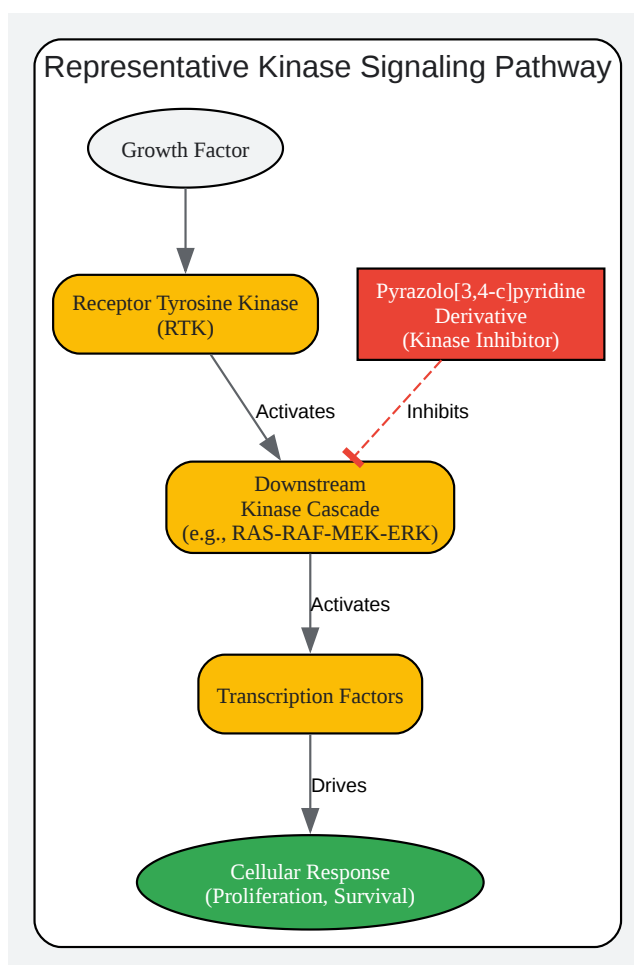 Representative Kinase Signaling Pathway
Growth Factor
Receptor Tyrosine Kinase
(RTK)
Pyrazolo[3,4-c]pyridine
Derivative
(Kinase Inhibitor)
Activates
Inhibits
Downstream
Kinase Cascade
(e.g., RAS-RAF-MEK-ERK)
Activates
Transcription Factors
Drives
Cellular Response
(Proliferation, Survival)